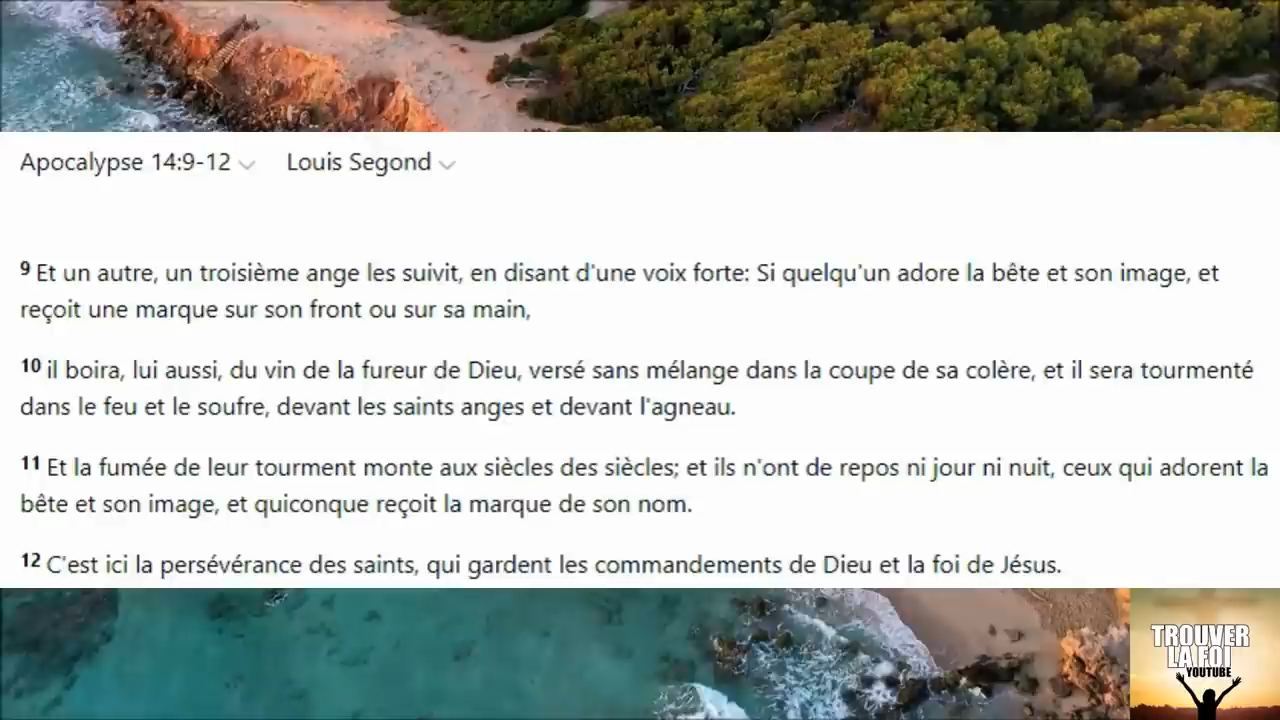 Apocalypse 14:9-12 Louis Segond
9 Et un autre, un troisième ange les suivit, en disant d'une voix forte: Si quelqu'un adore la bête et son image, et
reçoit une marque sur son front ou sur sa main,
10 il boira, lui aussi, du vin de la fureur de Dieu, versé sans mélange dans la coupe de sa colère, et il sera tourmenté
dans le feu et le soufre, devant les saints anges et devant l'agneau.
11 Et la fumée de leur tourment monte aux siècles des siècles; et ils n'ont de repos ni jour ni nuit, ceux qui adorent la
bête et son image, et quiconque reçoit la marque de son nom.
12 C'est ici la persévérance des saints, qui gardent les commandements de Dieu et la foi de Jésus.
TROUVER
LA FOI
YOUTUBE